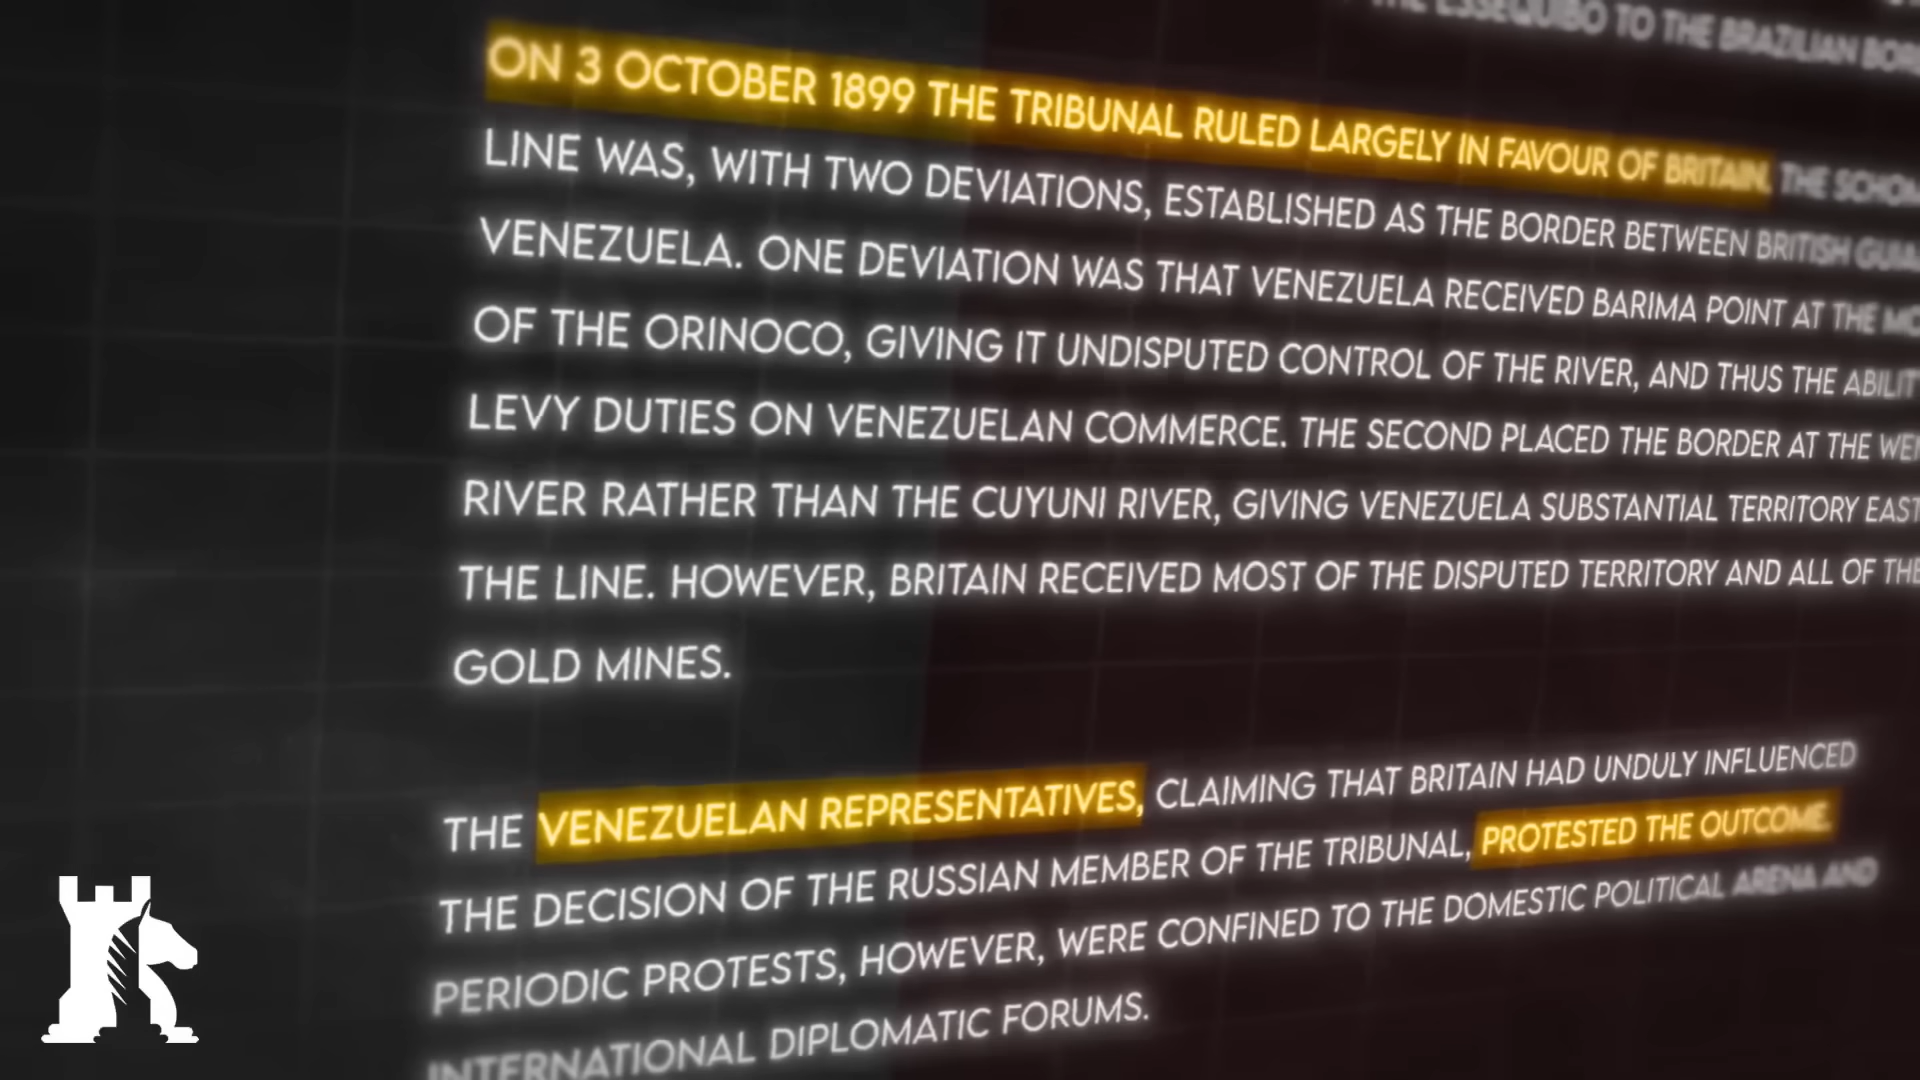 THE ESSEQUIBO TO THE BRAZILIAN
ON 3 OCTOBER 1899 THE TRIBUNAL RULED LARGELY IN FAVOUR OF BRITAIN. THE
LINE WAS, WITH TWO DEVIATIONS, ESTABLISHED AS THE BORDER BETWEEN BRITISH
VENEZUELA. ONE DEVIATION WAS THAT VENEZUELA RECEIVED BARIMA POINT AT THE
OF THE ORINOCO, GIVING IT UNDISPUTED CONTROL OF THE RIVER, AND THUS THE
LEVY DUTIES ON VENEZUELAN COMMERCE. THE SECOND PLACED THE BORDER AT THE
RIVER RATHER THAN THE CUYUNI RIVER, GIVING VENEZUELA SUBSTANTIAL TERRITORY EAST
THE LINE. HOWEVER, BRITAIN RECEIVED MOST OF THE DISPUTED TERRITORY AND ALL OF THE
GOLD MINES.
THE VENEZUELAN REPRESENTATIVES, CLAIMING THAT BRITAIN HAD UNDULY INFLUENCED
THE DECISION OF THE RUSSIAN MEMBER OF THE TRIBUNAL, PROTESTED THE OUTCOME.
PERIODIC PROTESTS, HOWEVER, WERE CONFINED TO THE DOMESTIC POLITICAL ARENA AND
INTERNATIONAL DIPLOMATIC FORUMS.